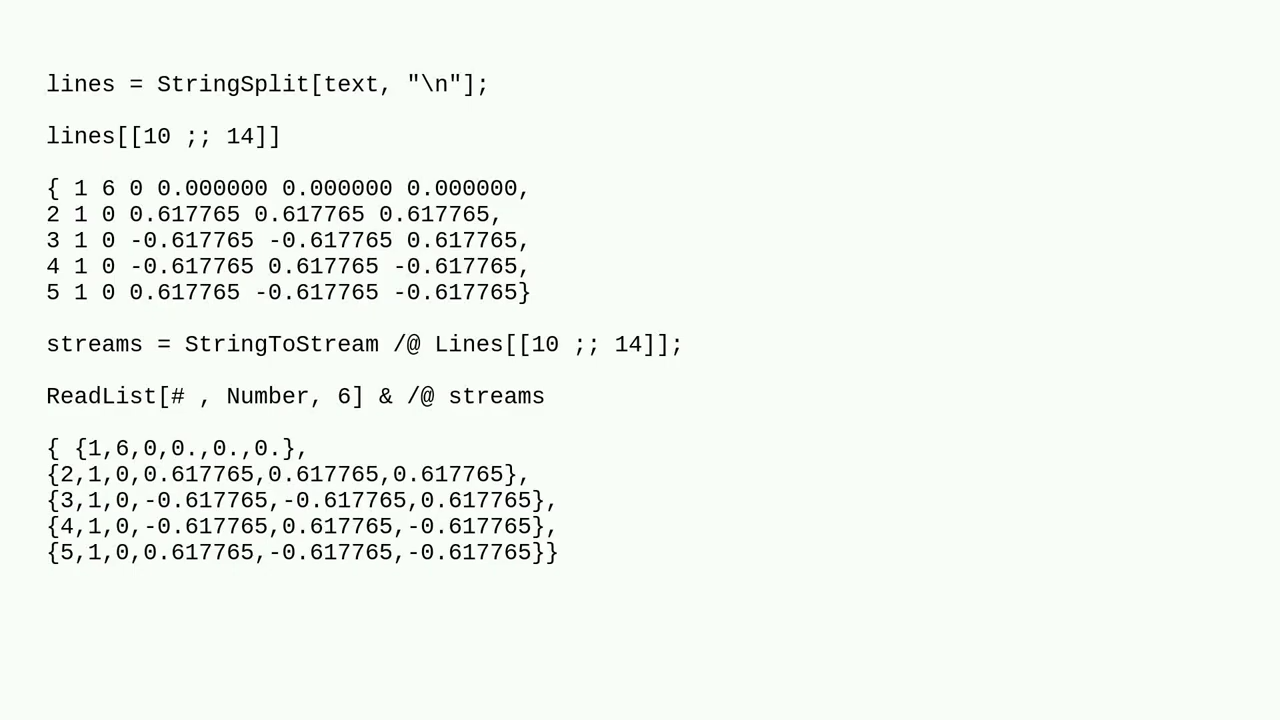 lines = StringSplit[text, "\n"];
lines[[10 ;; 14]]
{ 1 6 0 0.000000 0.000000 0.000000,
2 1 0 0.617765 0.617765 0.617765,
3 1 0 -0.617765 -0.617765 0.617765,
4 1 0 -0.617765 0.617765 -0.617765,
5 1 0 0.617765 -0.617765 -0.617765}
streams = StringToStream /@ Lines[[10 ;; 14]];
ReadList[# , Number, 6] & /@ streams
{ {1,6,0,0.,0.,0.},
{2,1,0,0.617765,0.617765,0.617765},
{3,1,0,-0.617765,-0.617765,0.617765},
{4,1,0,-0.617765,0.617765,-0.617765},
{5,1,0,0.617765,-0.617765,-0.617765}}